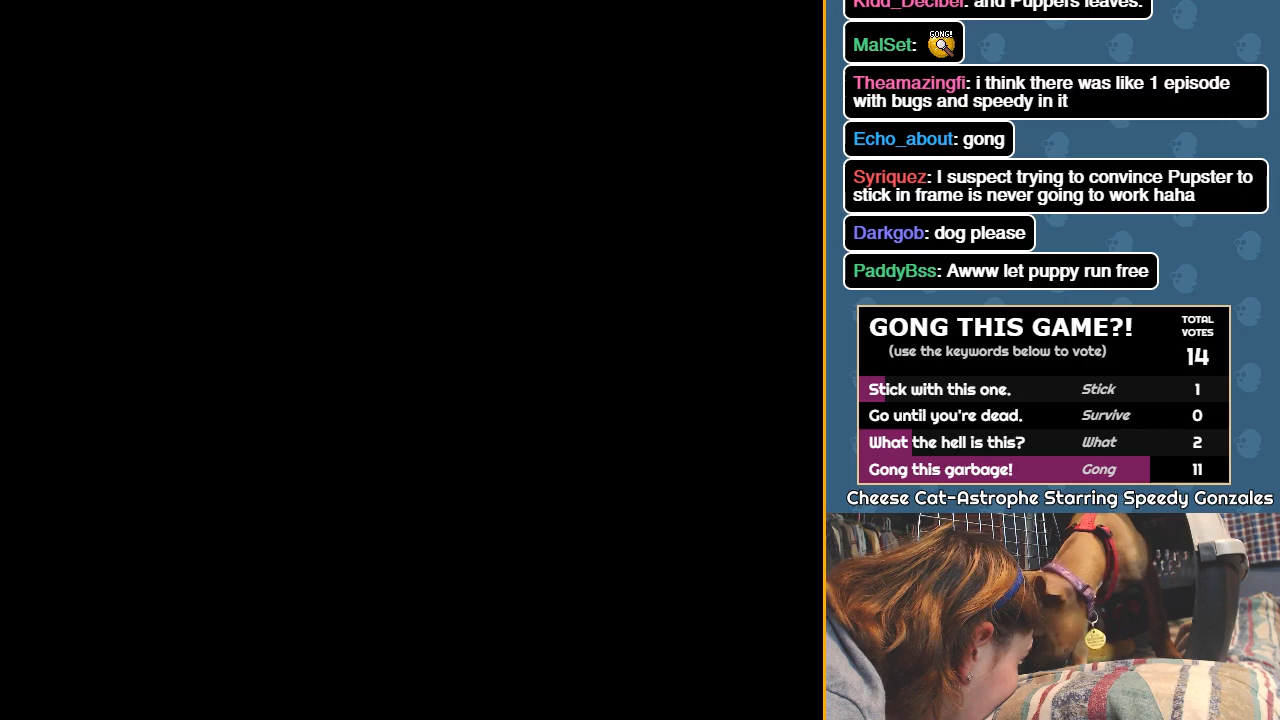 Kidd_Decibel: and Puppers leaves.
MalSet: GONG!
Theamazingfi: i think there was like 1 episode
with bugs and speedy in it
Echo_about: gong
Syriquez: I suspect trying to convince Pupster to
stick in frame is never going to work haha
Darkgob: dog please
PaddyBss: Awww let puppy run free
GONG THIS GAME?!
(use the keywords below to vote)
TOTAL
VOTES
14
Stick with this one. Stick 1
Go until you're dead. Survive 0
What the hell is this? What 2
Gong this garbage! Gong 11
Cheese Cat-Astrophe Starring Speedy Gonzales